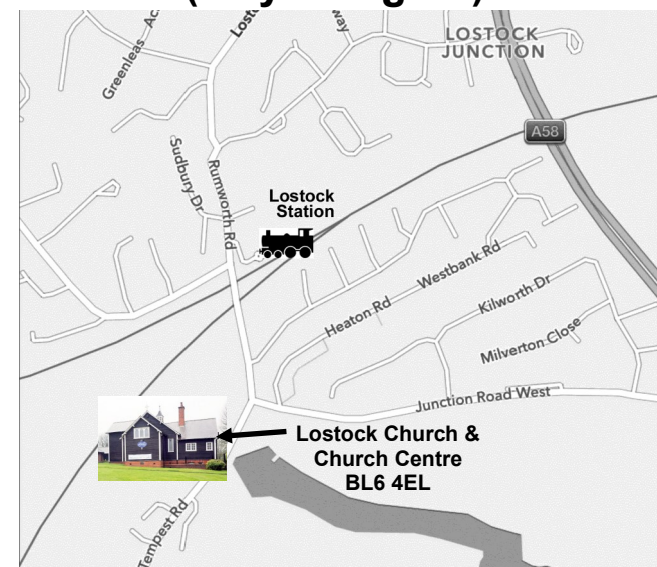 LOSTOCK
JUNCTION
Greenleas
A58
Sudbury Dr
Rumworth Rd
Lostock
Station
Westbank Rd
Heaton Rd
Kilworth Dr
Milverton Close
Junction Road West
Lostock Church &
Church Centre
BL6 4EL
Tempest Rd